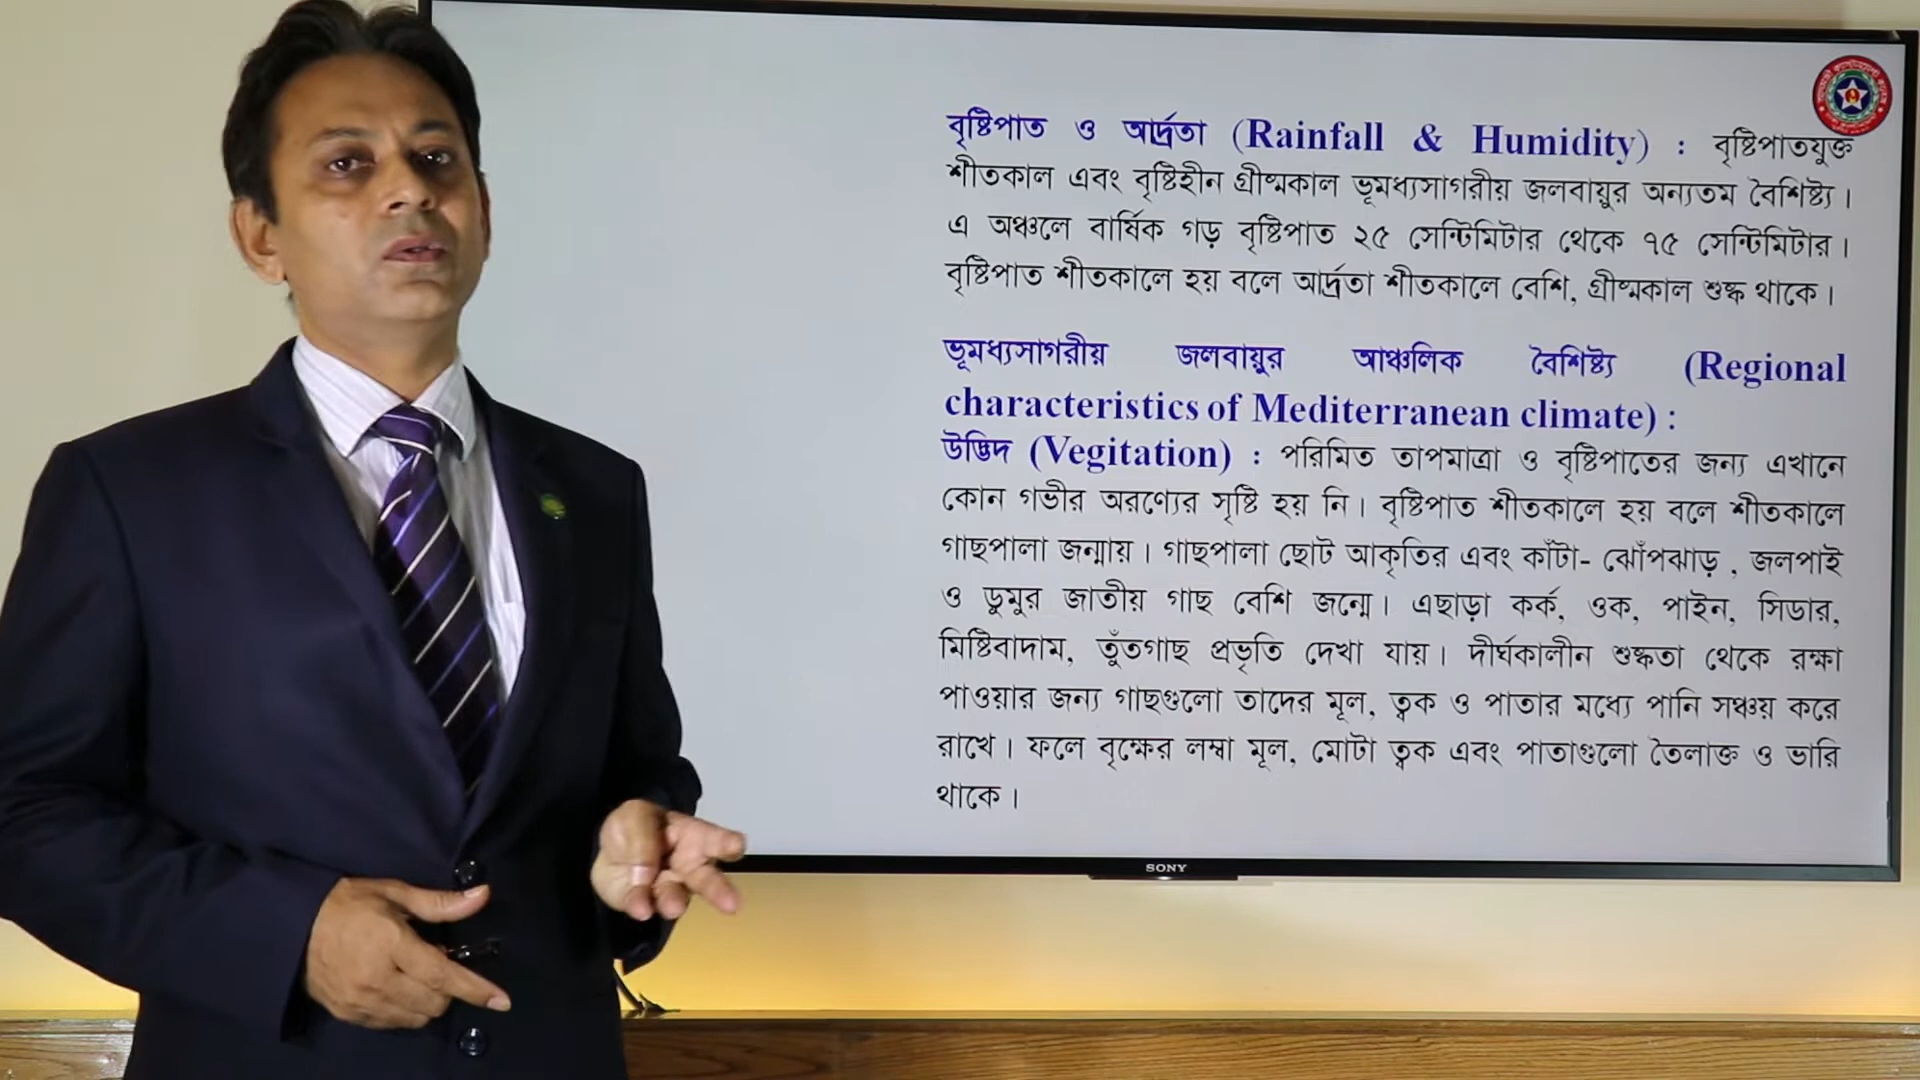 বৃষ্টিপাত ও আর্দ্রতা (Rainfall & Humidity) : বৃষ্টিপাতযুক্ত
শীতকাল এবং বৃষ্টিহীন গ্রীষ্মকাল ভূমধ্যসাগরীয় জলবায়ুর অন্যতম বৈশিষ্ট্য।
এ অঞ্চলে বার্ষিক গড় বৃষ্টিপাত ২৫ সেন্টিমিটার থেকে ৭৫ সেন্টিমিটার।
বৃষ্টিপাত শীতকালে হয় বলে আর্দ্রতা শীতকালে বেশি, গ্রীষ্মকাল শুষ্ক থাকে।
ভূমধ্যসাগরীয় জলবায়ুর আঞ্চলিক বৈশিষ্ট্য (Regional
characteristics of Mediterranean climate) :
উদ্ভিদ (Vegitation) : পরিমিত তাপমাত্রা ও বৃষ্টিপাতের জন্য এখানে
কোন গভীর অরণ্যের সৃষ্টি হয় নি। বৃষ্টিপাত শীতকালে হয় বলে শীতকালে
গাছপালা জন্মায়। গাছপালা ছোট আকৃতির এবং কাঁটা- ঝোঁপঝাড় , জলপাই
ও ডুমুর জাতীয় গাছ বেশি জন্মে। এছাড়া কর্ক, ওক, পাইন, সিডার,
মিষ্টিবাদাম, তুঁতগাছ প্রভৃতি দেখা যায়। দীর্ঘকালীন শুষ্কতা থেকে রক্ষা
পাওয়ার জন্য গাছগুলো তাদের মূল, ত্বক ও পাতার মধ্যে পানি সঞ্চয় করে
রাখে। ফলে বৃক্ষের লম্বা মূল, মোটা ত্বক এবং পাতাগুলো তৈলাক্ত ও ভারি
থাকে।
SONY